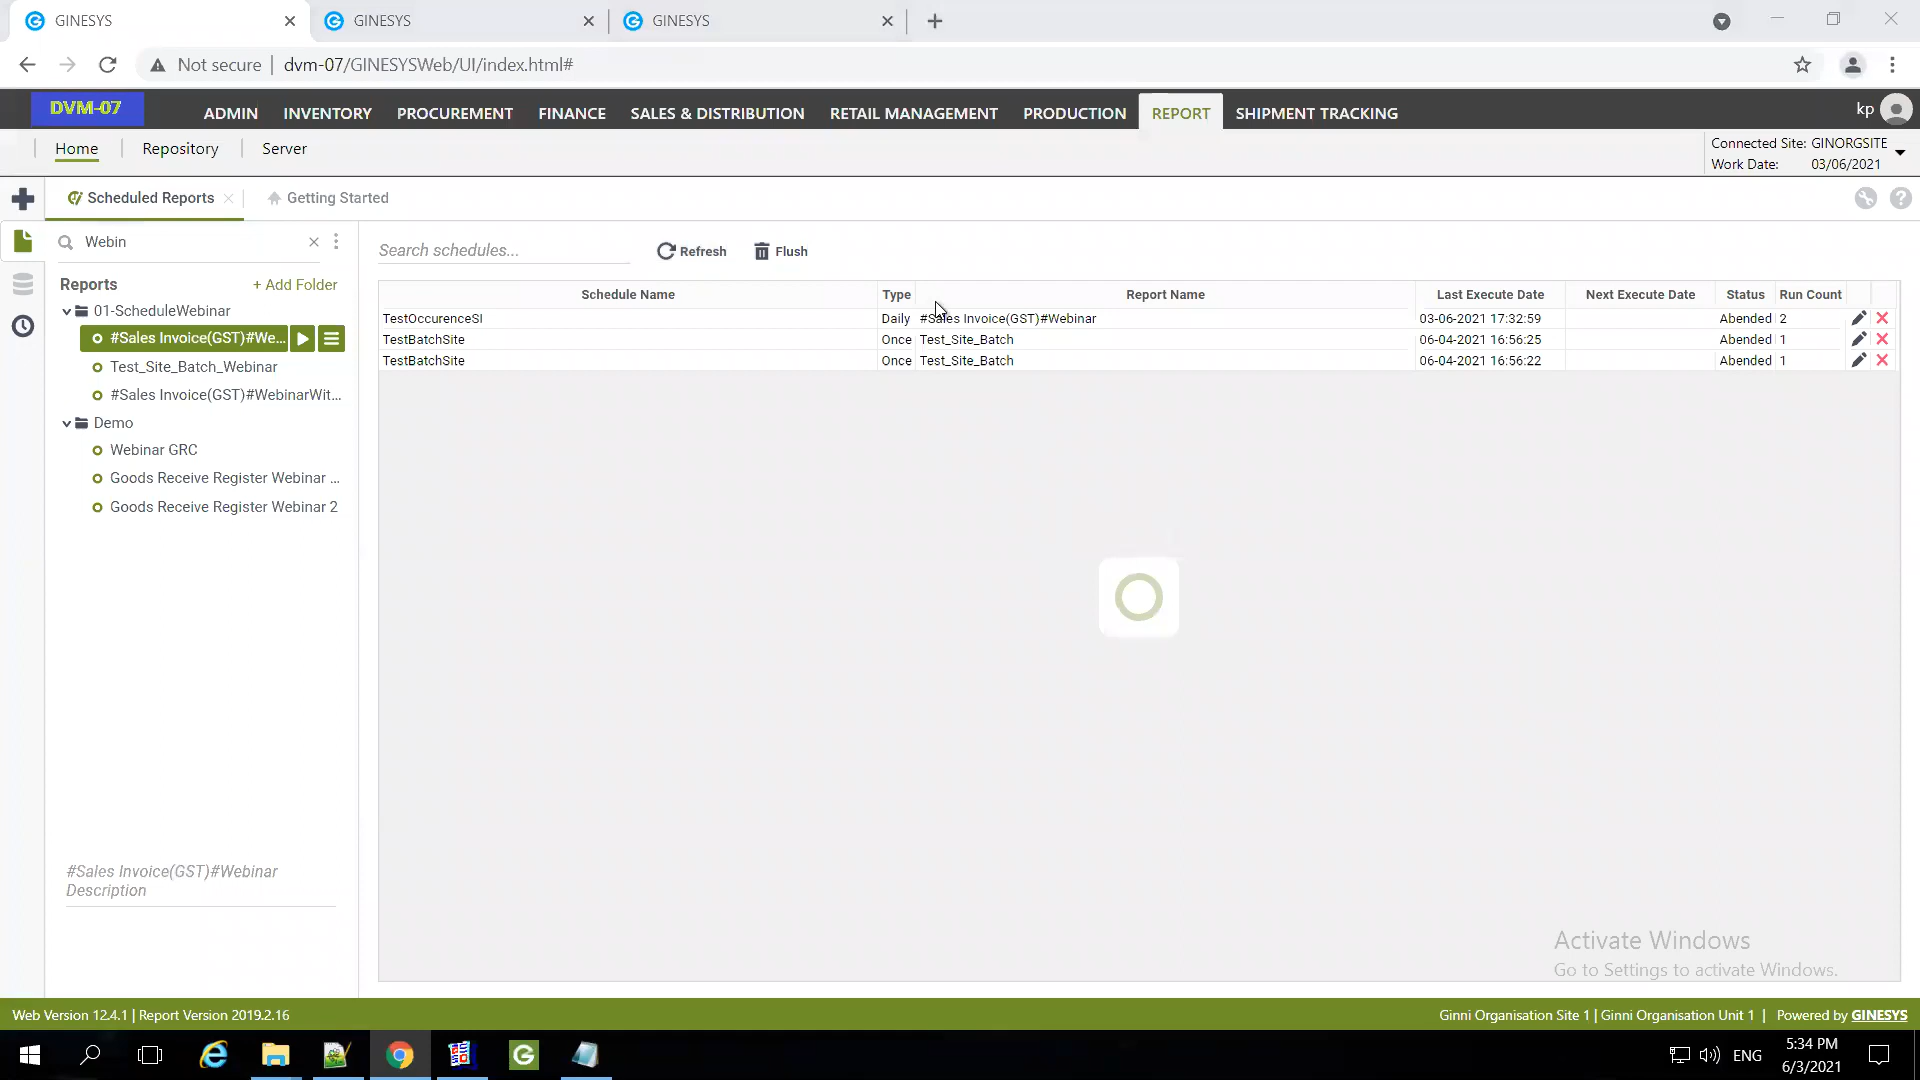 GINESYS
GINESYS
GINESYS
Not secure
dvm-07/GINESYSWeb/UI/index.html#
DVM-07
ADMIN
INVENTORY
PROCUREMENT
FINANCE
SALES & DISTRIBUTION
RETAIL MANAGEMENT
PRODUCTION
REPORT
SHIPMENT TRACKING
kp
Home
Repository
Server
Connected Site: GINORGSITE
Work Date: 03/06/2021
Scheduled Reports
Getting Started
Webin
Search schedules...
Refresh
Flush
Reports
+ Add Folder
01-ScheduleWebinar
#Sales Invoice(GST)#We...
Test_Site_Batch_Webinar
#Sales Invoice(GST)#WebinarWit...
Demo
Webinar GRC
Goods Receive Register Webinar ...
Goods Receive Register Webinar 2
Schedule Name Type Report Name Last Execute Date Next Execute Date Status Run Count
TestOccurenceSI Daily #Sales Invoice(GST)#Webinar 03-06-2021 17:32:59 Abended 2
TestBatchSite Once Test_Site_Batch 06-04-2021 16:56:25 Abended 1
TestBatchSite Once Test_Site_Batch 06-04-2021 16:56:22 Abended 1
#Sales Invoice(GST)#Webinar
Description
Activate Windows
Go to Settings to activate Windows.
Web Version 12.4.1 | Report Version 2019.2.16
Ginni Organisation Site 1 | Ginni Organisation Unit 1 | Powered by GINESYS
ENG
5:34 PM
6/3/2021